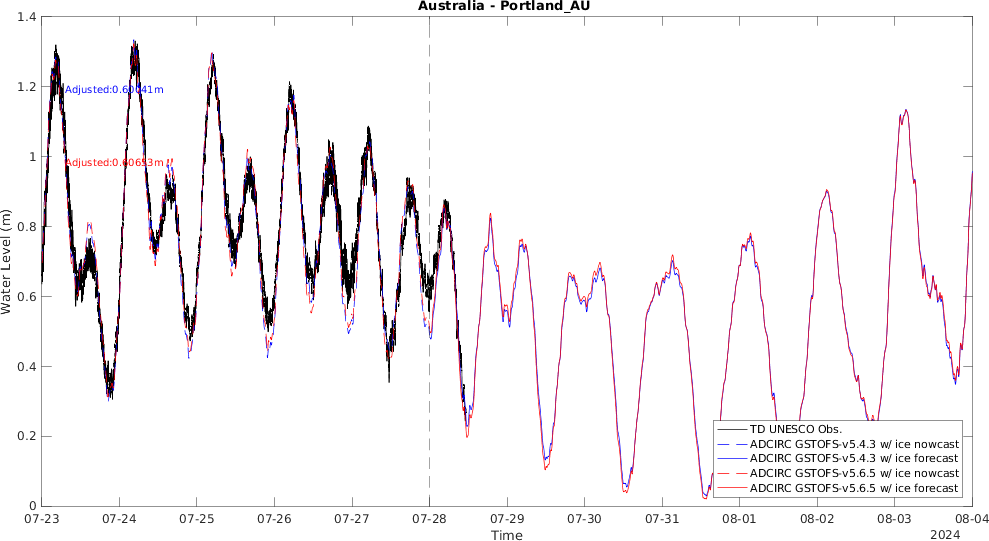 Australia - Portland_AU
1.4
1.2
1
0.8
0.6
0.4
0.2
0
Water Level (m)
Adjusted:0.60041m
Adjusted:0.60653m
TD UNESCO Obs.
ADCIRC GSTOFS-v5.4.3 w/ ice nowcast
ADCIRC GSTOFS-v5.4.3 w/ ice forecast
ADCIRC GSTOFS-v5.6.5 w/ ice nowcast
ADCIRC GSTOFS-v5.6.5 w/ ice forecast
07-23 07-24 07-25 07-26 07-27 07-28 07-29 07-30 07-31 08-01 08-02 08-03 08-04
Time
2024